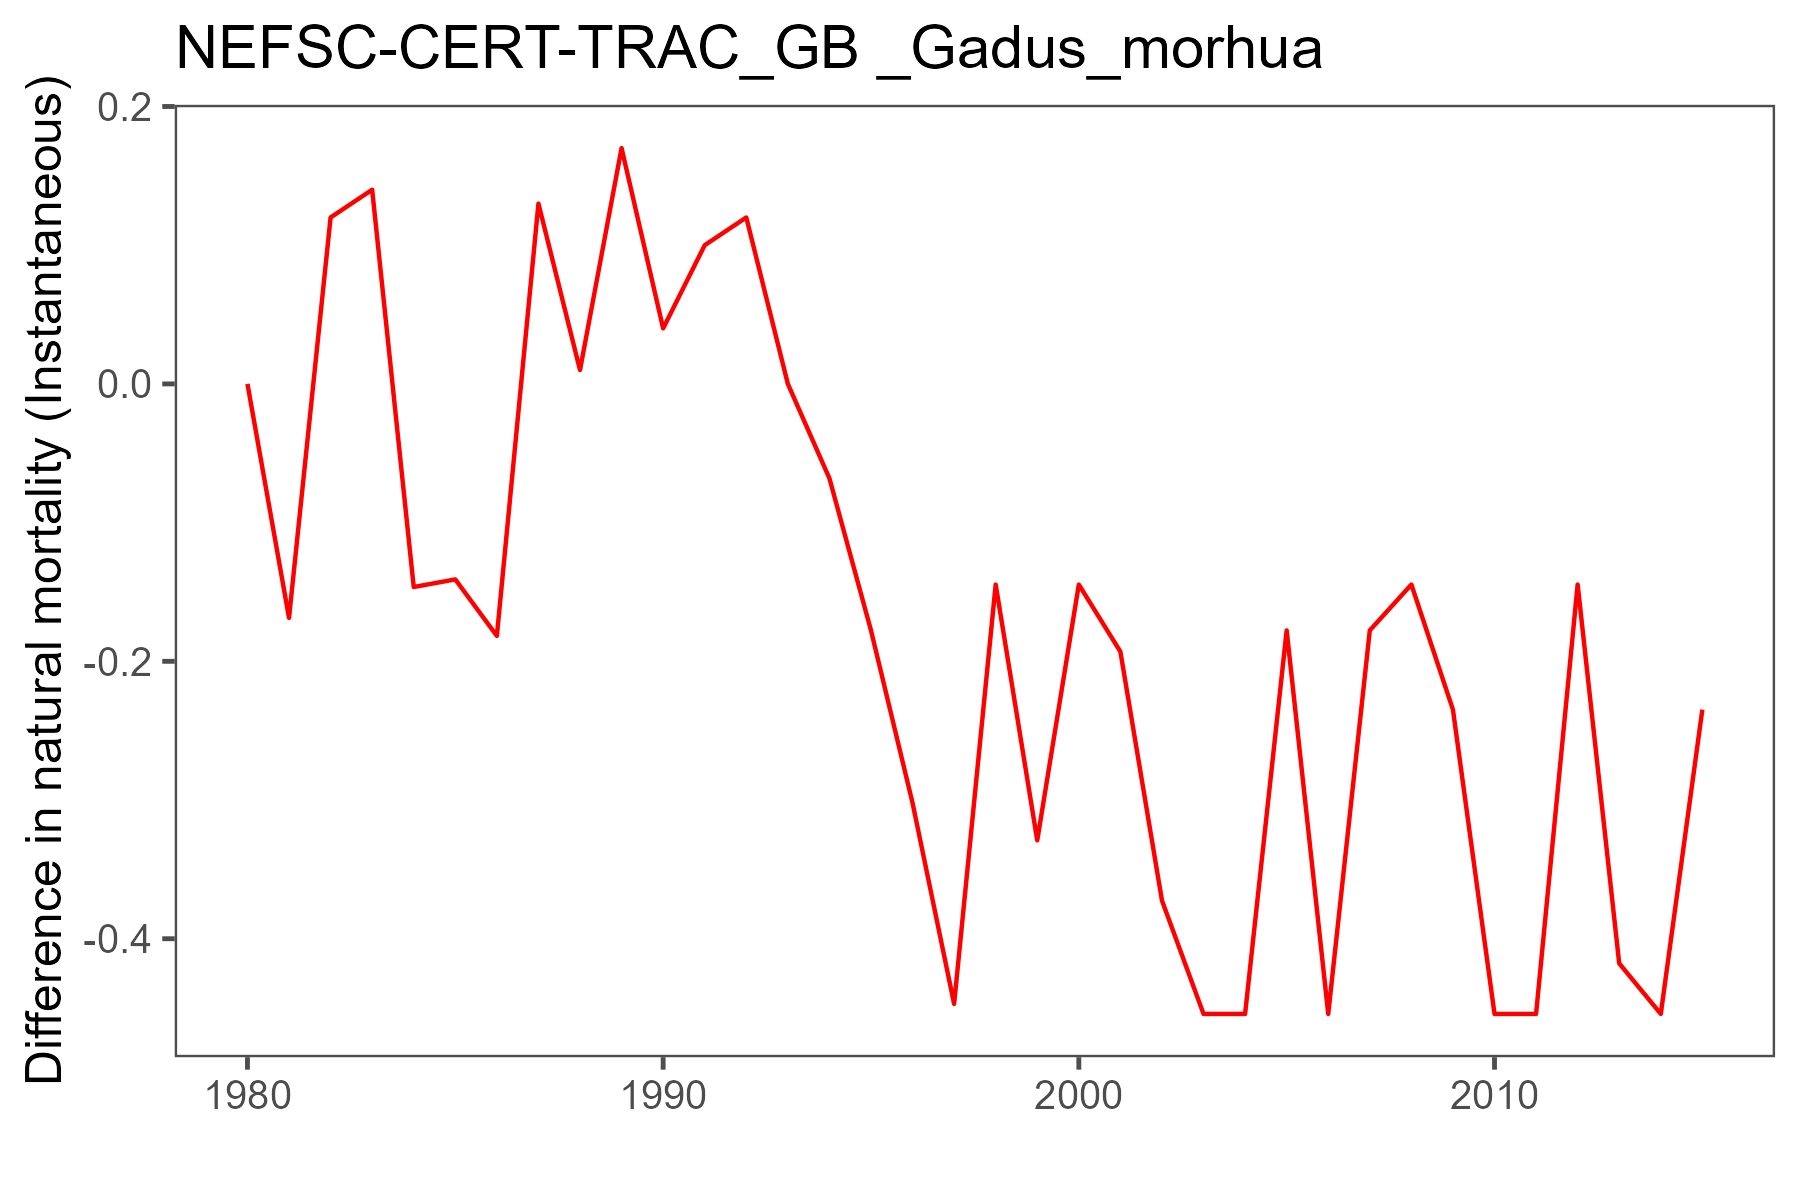 NEFSC-CERT-TRAC_GB _Gadus_morhua
Difference in natural mortality (Instantaneous)
0.2
0.0
-0.2
-0.4
1980 1990 2000 2010